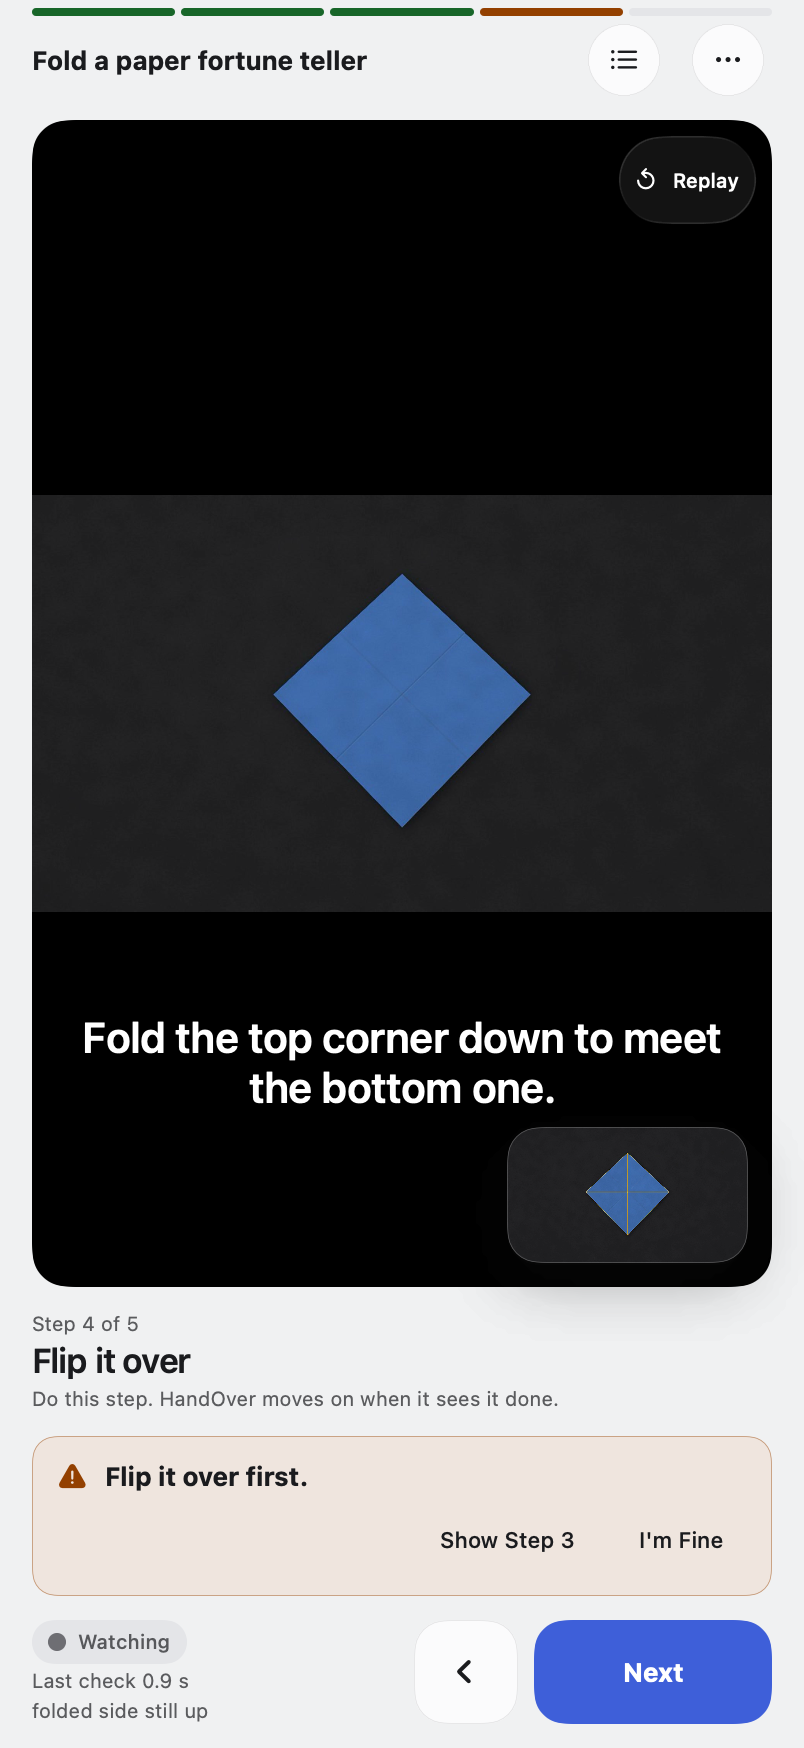 Fold a paper fortune teller
Replay
Fold the top corner down to meet
the bottom one.
Step 4 of 5
Flip it over
Do this step. HandOver moves on when it sees it done.
Flip it over first.
Show Step 3
I'm Fine
Watching
Last check 0.9 s
folded side still up
Next